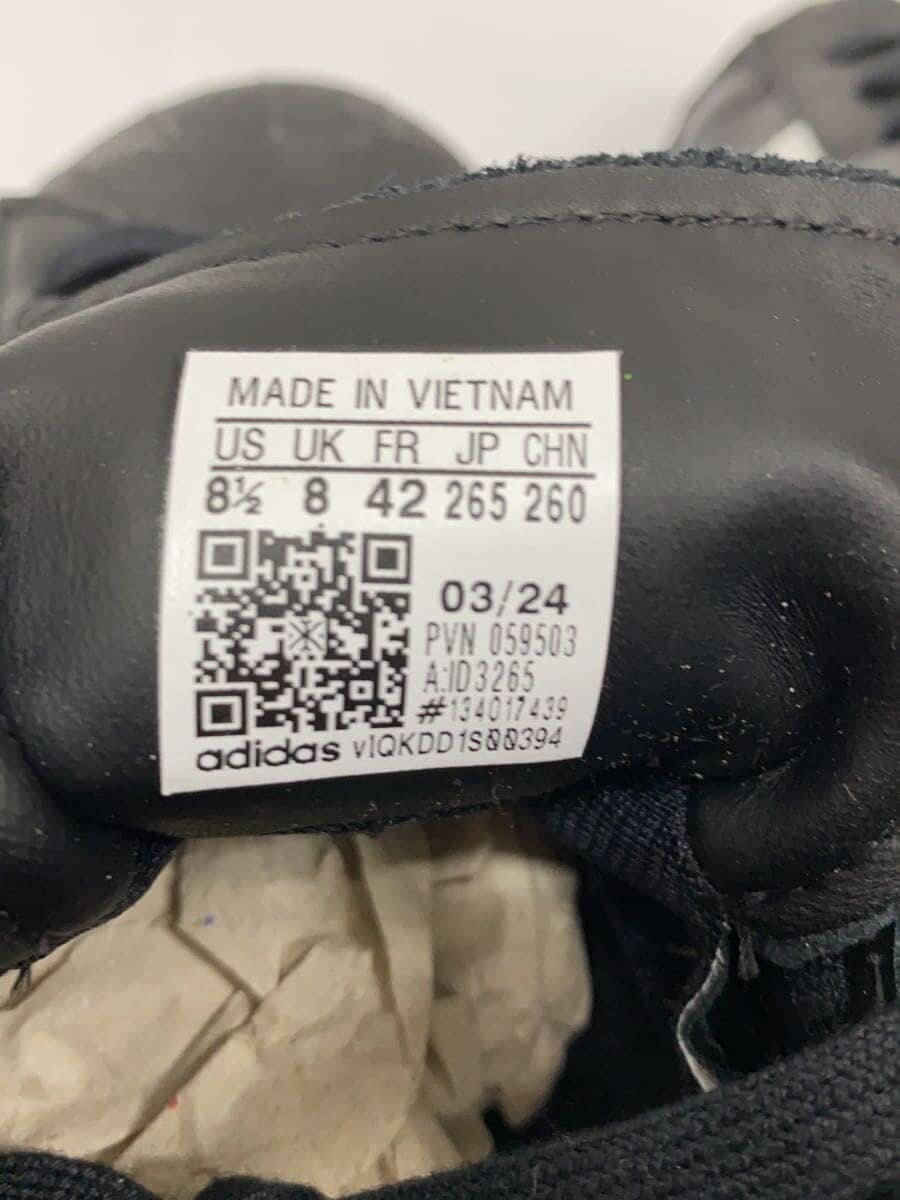 MADE IN VIETNAM
US UK FR JP CHN
8½ 8 42 265 260
03/24
PVN 059503
A:ID3265
#134017439
adidas vIQKDD1S00394